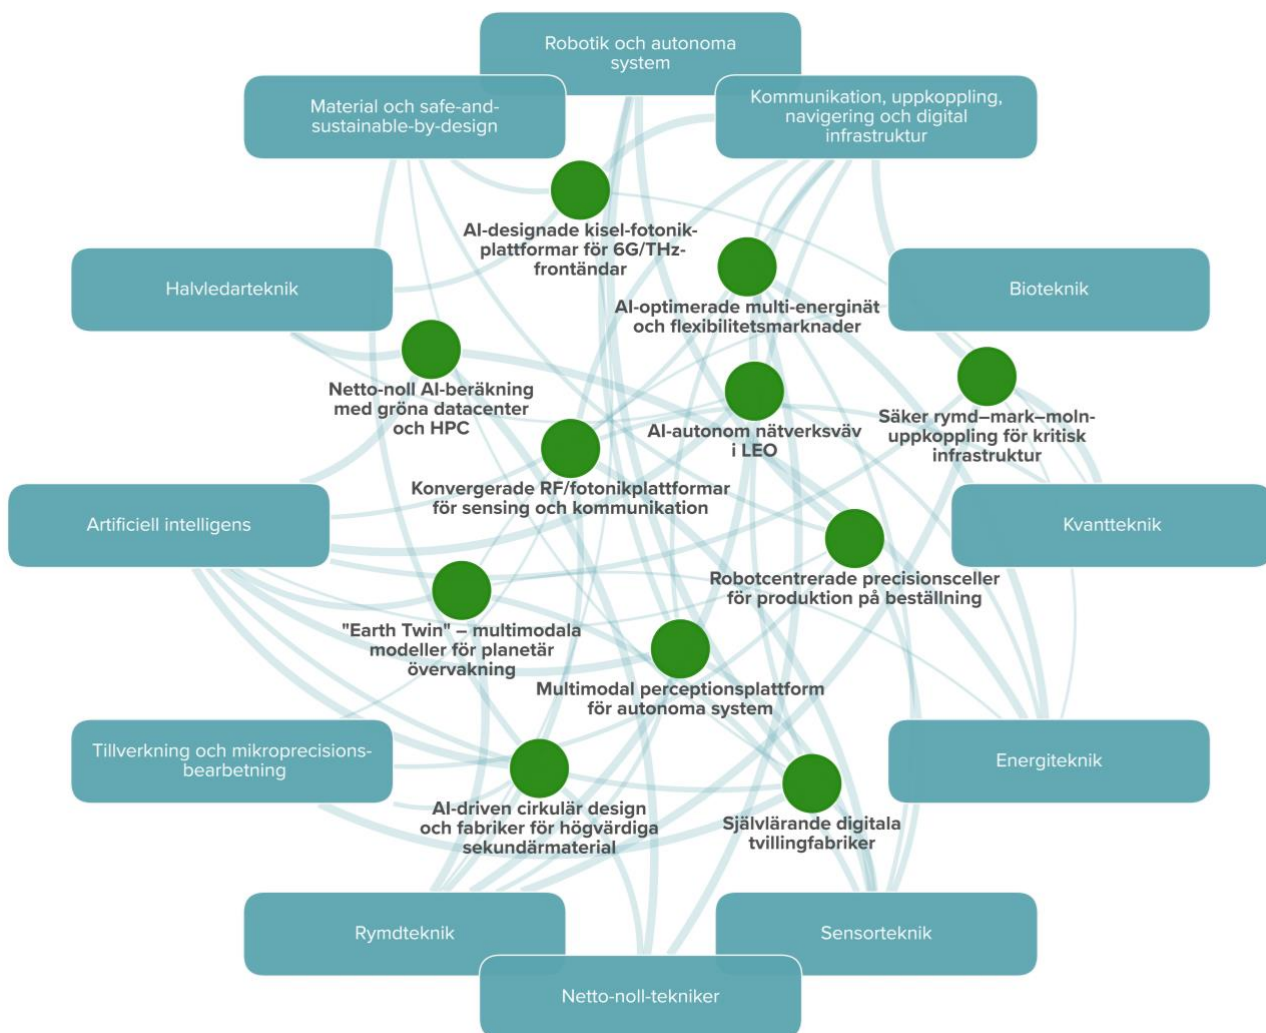 Robotik och autonoma
system
Material och safe-and-
sustainable-by-design
Kommunikation, uppkoppling,
navigering och digital
infrastruktur
AI-designade kisel-fotonik-
plattformar för 6G/THz-
frontändar
Halvledarteknik
AI-optimerade multi-energinät
och flexibilitetsmarknader
Bioteknik
Netto-noll AI-beräkning
med gröna datacenter
och HPC
AI-autonom nätverksväv
i LEO
Säker rymd–mark–moln-
uppkoppling för kritisk
infrastruktur
Konvergerade RF/fotonikplattformar
för sensing och kommunikation
Artificiell intelligens
Kvantteknik
Robotcentrerade precisionsceller
för produktion på beställning
"Earth Twin" – multimodala
modeller för planetär
övervakning
Multimodal perceptionsplattform
för autonoma system
Tillverkning och mikroprecisions-
bearbetning
Energiteknik
AI-driven cirkulär design
och fabriker för högvärdiga
sekundärmaterial
Självlärande digitala
tvillingfabriker
Rymdteknik
Sensorteknik
Netto-noll-tekniker